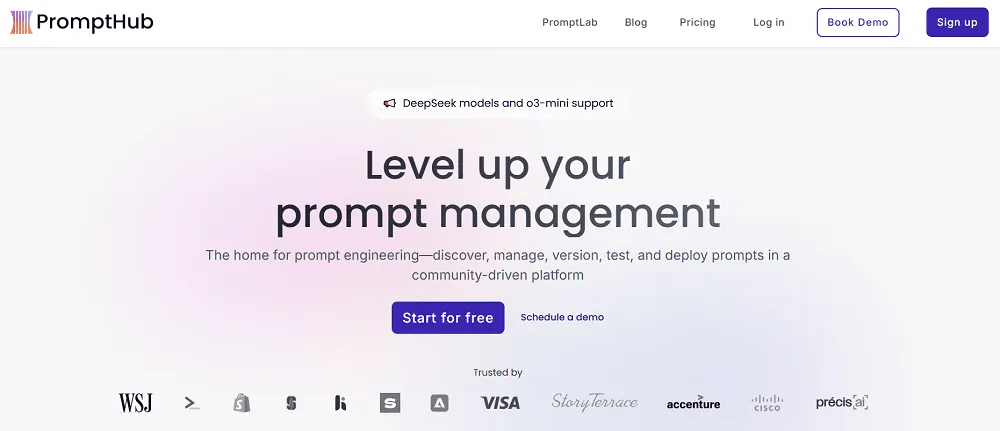 PromptHub
PromptLab
Blog
Pricing
Log in
Book Demo
Sign up
DeepSeek models and o3-mini support
Level up your
prompt management
The home for prompt engineering—discover, manage, version, test, and deploy prompts in a
community-driven platform
Start for free
Schedule a demo
Trusted by
WSJ
VISA
StoryTerrace
accenture
CISCO
précis[ai]